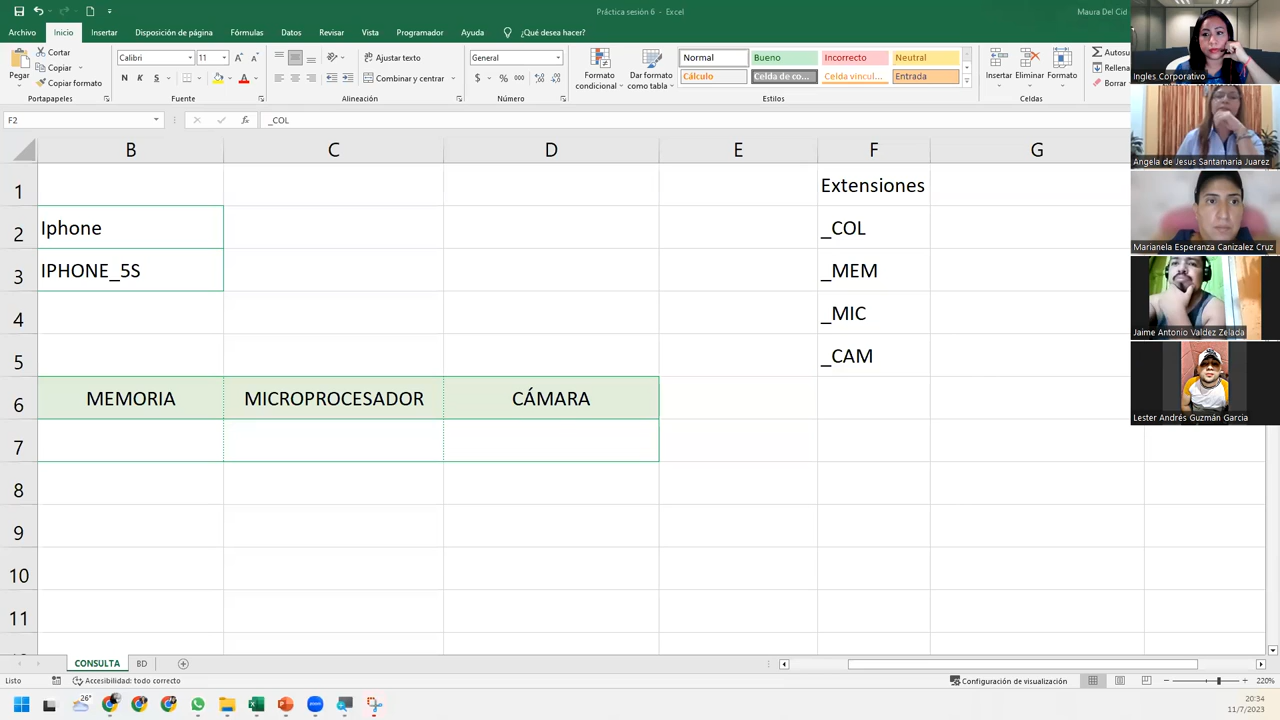 Práctica sesión 6 - Excel
Maura Del Cid
Archivo Inicio Insertar Disposición de página Fórmulas Datos Revisar Vista Programador Ayuda ¿Qué desea hacer?
Pegar
Cortar
Copiar
Copiar formato
Portapapeles
Calibri 11
N K S
Fuente
Ajustar texto
Combinar y centrar
Alineación
General
$ % 000
Número
Formato condicional
Dar formato como tabla
Normal Bueno Incorrecto Neutral
Cálculo Celda de co... Celda vincul... Entrada
Estilos
Insertar Eliminar Formato
Celdas
Autosu
Rellena
Borrar
F2 fx _COL
B C D E F G
1 Extensiones
2 Iphone _COL
3 IPHONE_5S _MEM
4 _MIC
5 _CAM
6 MEMORIA MICROPROCESADOR CÁMARA
7
8
9
10
11
CONSULTA BD
Listo Accesibilidad: todo correcto Configuración de visualización 220%
26°
20:34
11/7/2023
Ingles Corporativo
Angela de Jesus Santamaria Juarez
Marianela Esperanza Canizalez Cruz
Jaime Antonio Valdez Zelada
Lester Andrés Guzmán Garcia